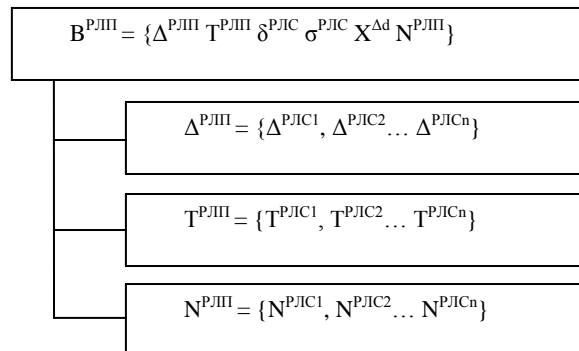 B^РЛП = {Δ^РЛП T^РЛП δ^РЛС σ^РЛС X^Δd N^РЛП}
Δ^РЛП = {Δ^РЛС1, Δ^РЛС2… Δ^РЛСn}
T^РЛП = {T^РЛС1, T^РЛС2… T^РЛСn}
N^РЛП = {N^РЛС1, N^РЛС2… N^РЛСn}